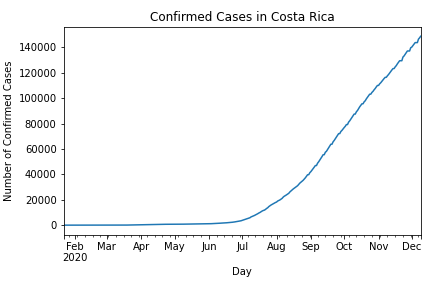 Confirmed Cases in Costa Rica
Number of Confirmed Cases
140000
120000
100000
80000
60000
40000
20000
0
Feb Mar Apr May Jun Jul Aug Sep Oct Nov Dec
2020
Day